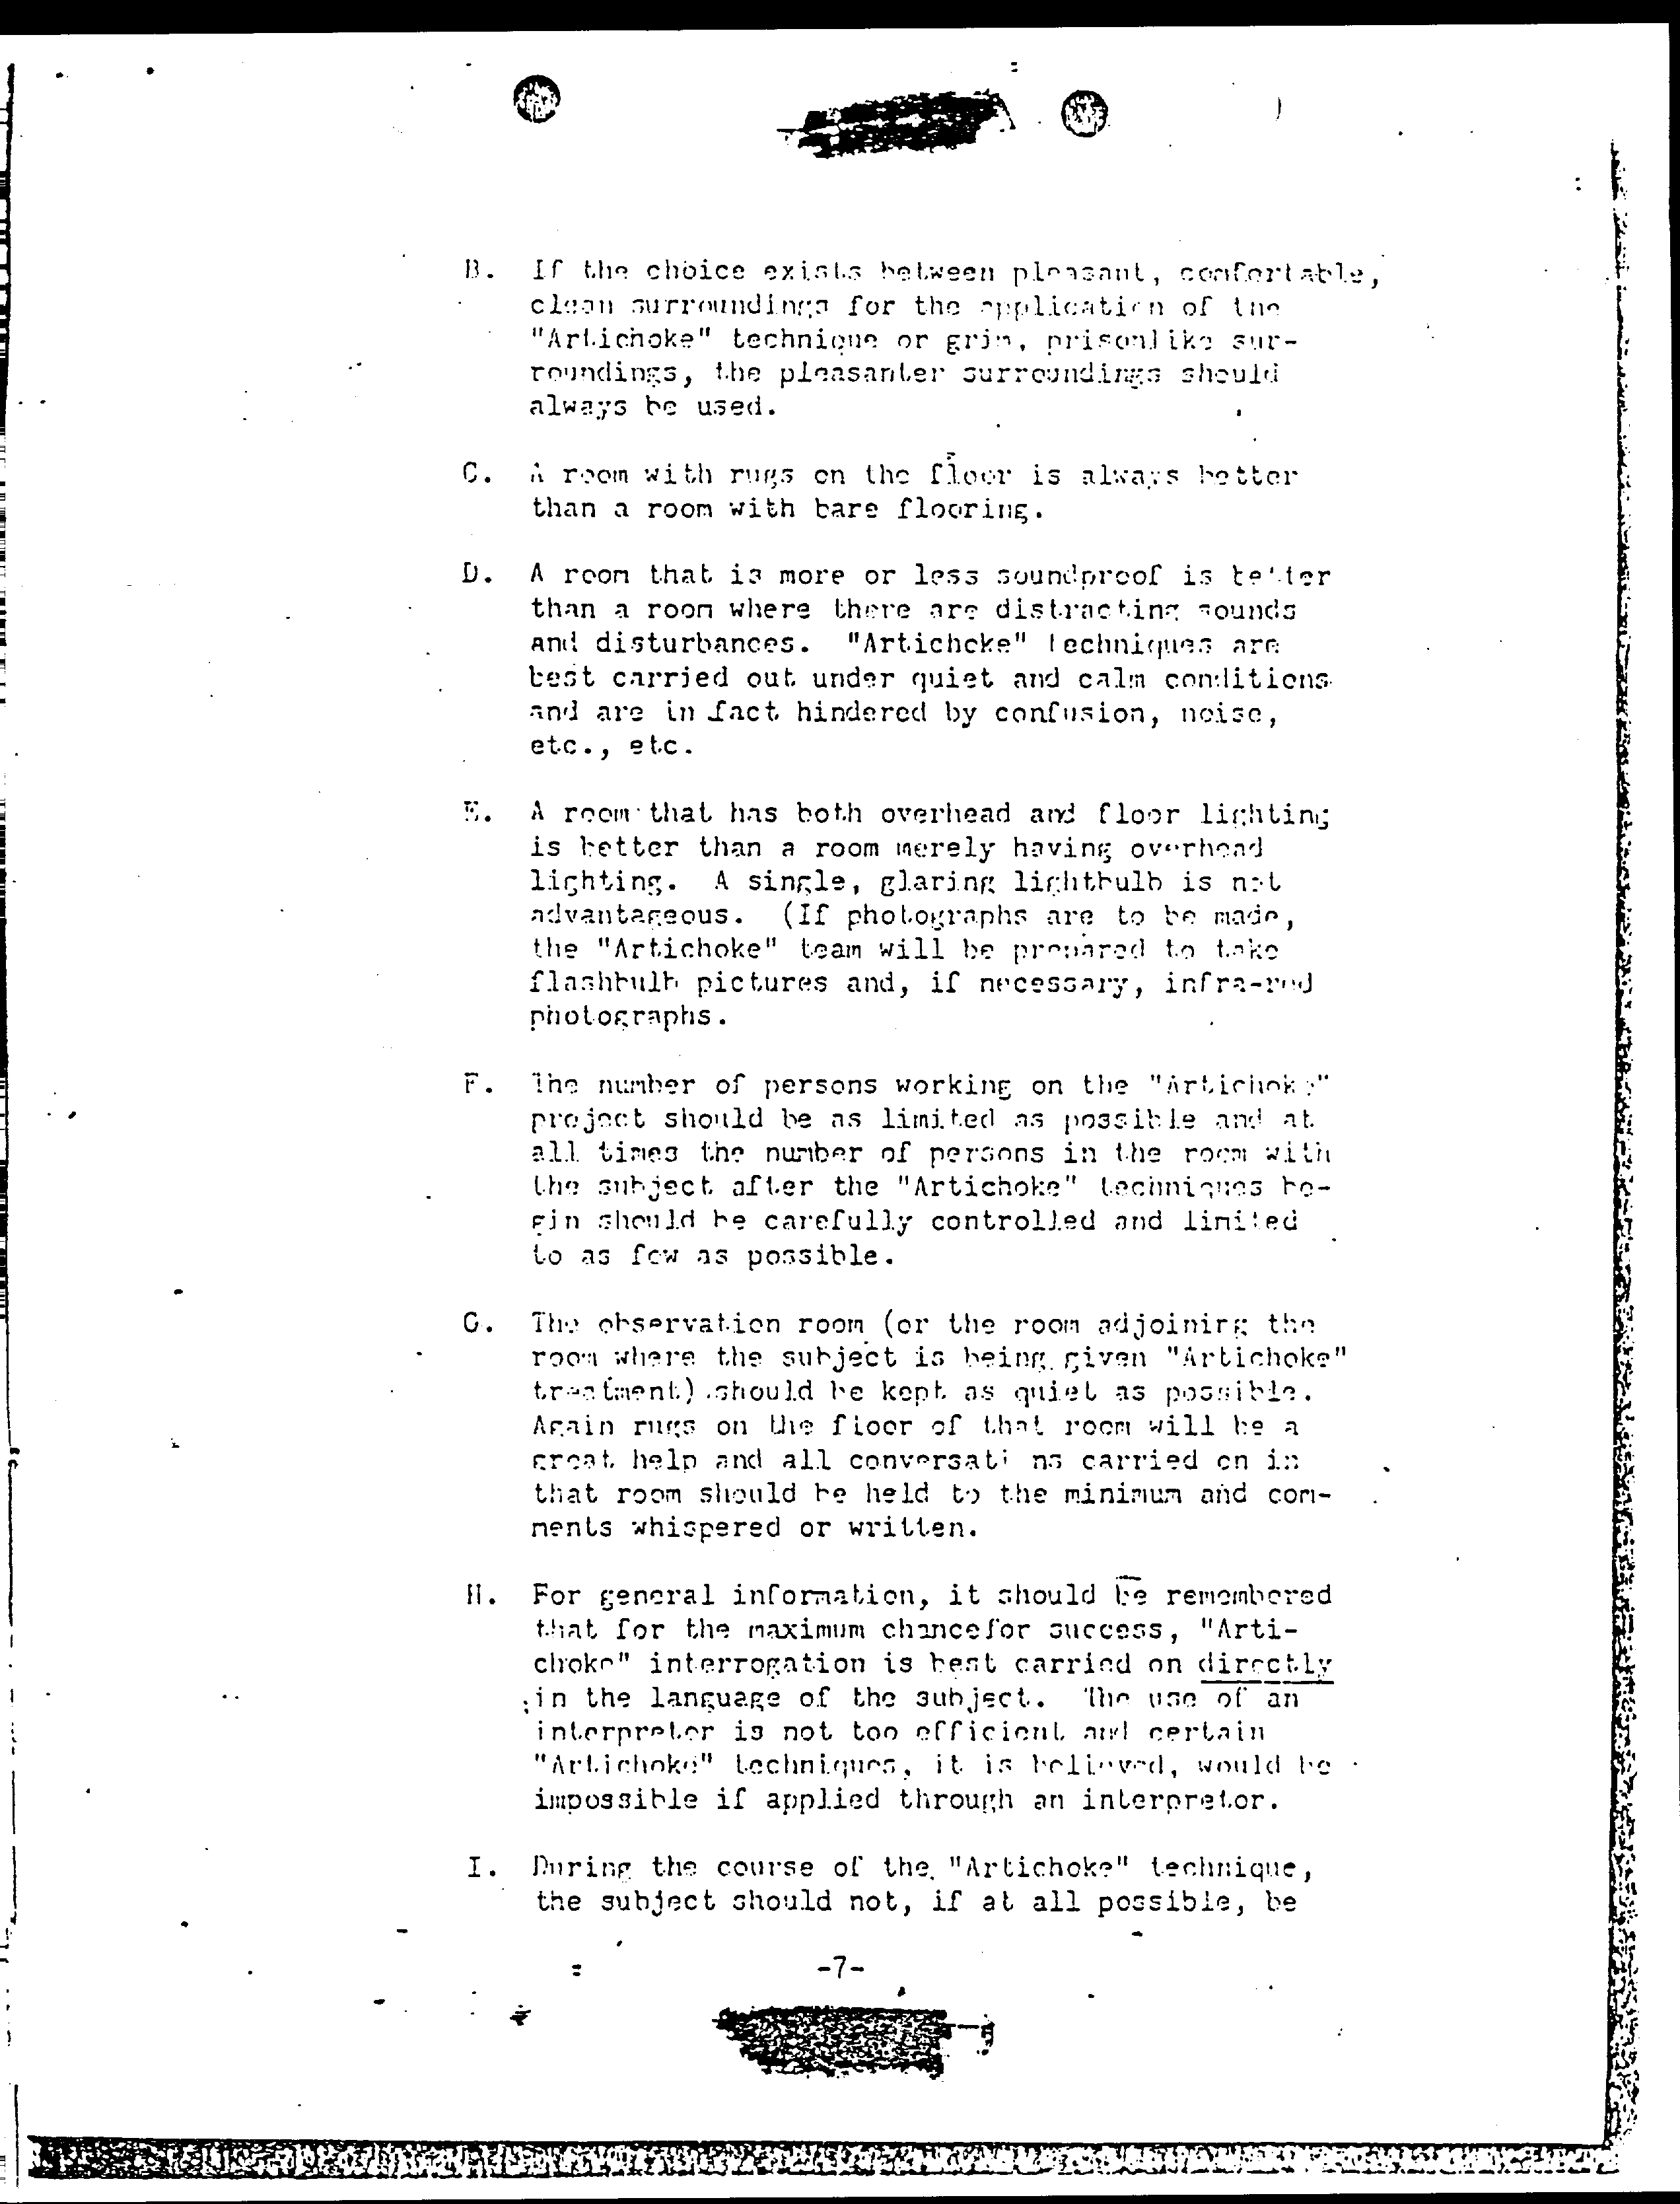 B. If the choice exists between pleasant, comfortable,
clean surroundings for the application of the
"Artichoke" technique or grim, prisonlike sur-
roundings, the pleasanter surroundings should
always be used.
C. A room with rugs on the floor is always better
than a room with bare flooring.
D. A room that is more or less soundproof is better
than a room where there are distracting sounds
and disturbances. "Artichoke" techniques are
best carried out under quiet and calm conditions
and are in fact hindered by confusion, noise,
etc., etc.
E. A room that has both overhead and floor lighting
is better than a room merely having overhead
lighting. A single, glaring lightbulb is not
advantageous. (If photographs are to be made,
the "Artichoke" team will be prepared to take
flashbulb pictures and, if necessary, infra-red
photographs.
F. The number of persons working on the "Artichoke"
project should be as limited as possible and at
all times the number of persons in the room with
the subject after the "Artichoke" techniques be-
gin should be carefully controlled and limited
to as few as possible.
G. The observation room (or the room adjoining the
room where the subject is being given "Artichoke"
treatment) should be kept as quiet as possible.
Again rugs on the floor of that room will be a
great help and all conversati ns carried on in
that room should be held to the minimum and com-
ments whispered or written.
H. For general information, it should be remembered
that for the maximum chancefor success, "Arti-
choke" interrogation is best carried on directly
in the language of the subject. The use of an
interpreter is not too efficient and certain
"Artichoke" techniques, it is believed, would be
impossible if applied through an interpretor.
I. During the course of the "Artichoke" technique,
the subject should not, if at all possible, be
-7-